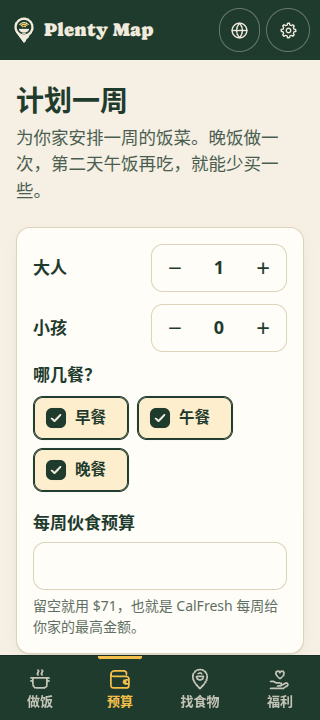 Plenty Map
计划一周
为你家安排一周的饭菜。晚饭做一
次，第二天午饭再吃，就能少买一
些。
大人
− 1 +
小孩
− 0 +
哪几餐？
早餐 午餐
晚餐
每周伙食预算
留空就用 $71，也就是 CalFresh 每周给
你家的最高金额。
做饭 预算 找食物 福利